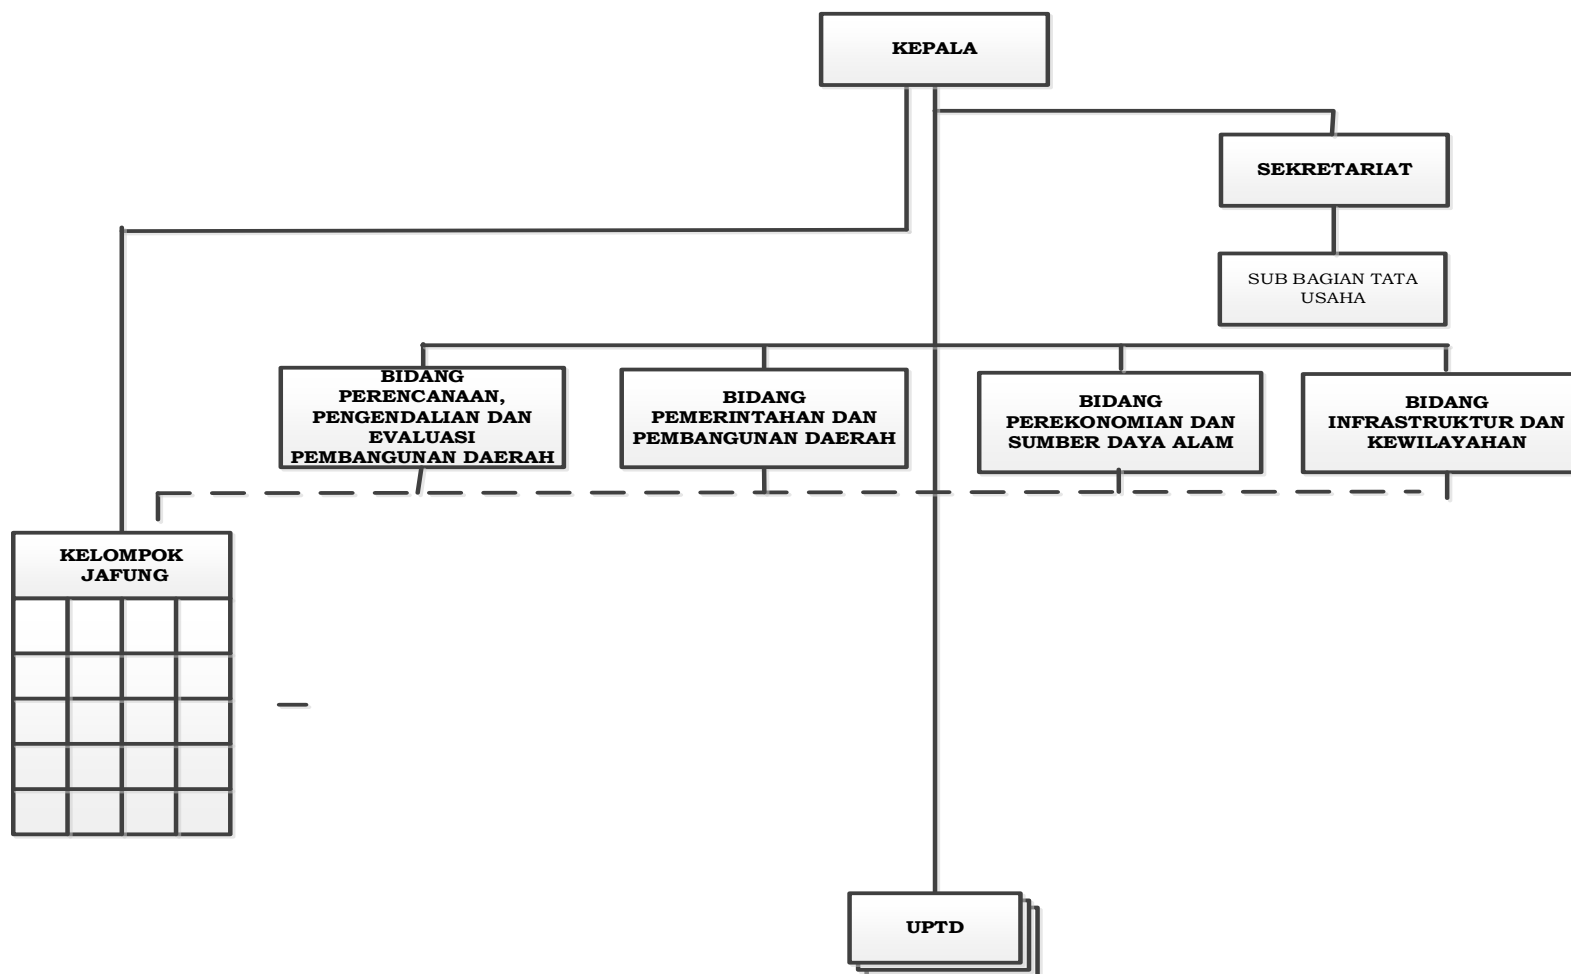 KEPALA
SEKRETARIAT
SUB BAGIAN TATA
USAHA
BIDANG
PERENCANAAN,
PENGENDALIAN DAN
EVALUASI
PEMBANGUNAN DAERAH
BIDANG
PEMERINTAHAN DAN
PEMBANGUNAN DAERAH
BIDANG
PEREKONOMIAN DAN
SUMBER DAYA ALAM
BIDANG
INFRASTRUKTUR DAN
KEWILAYAHAN
KELOMPOK
JAFUNG
UPTD